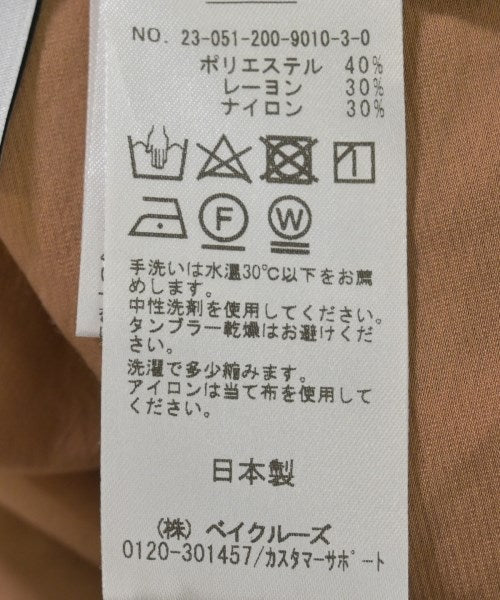 NO. 23-051-200-9010-3-0
ポリエステル 40%
レーヨン 30%
ナイロン 30%
F W
手洗いは水温30℃以下をお薦
めします。
中性洗剤を使用してください。
タンブラー乾燥はお避けくだ
さい。
洗濯で多少縮みます。
アイロンは当て布を使用して
ください。
日本製
(株) ベイクルーズ
0120-301457/カスタマーサポート